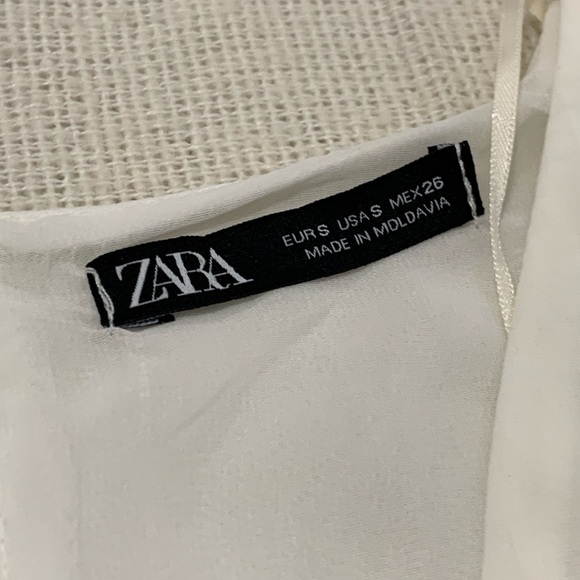 ZARA
EUR S USA S MEX 26
MADE IN MOLDAVIA